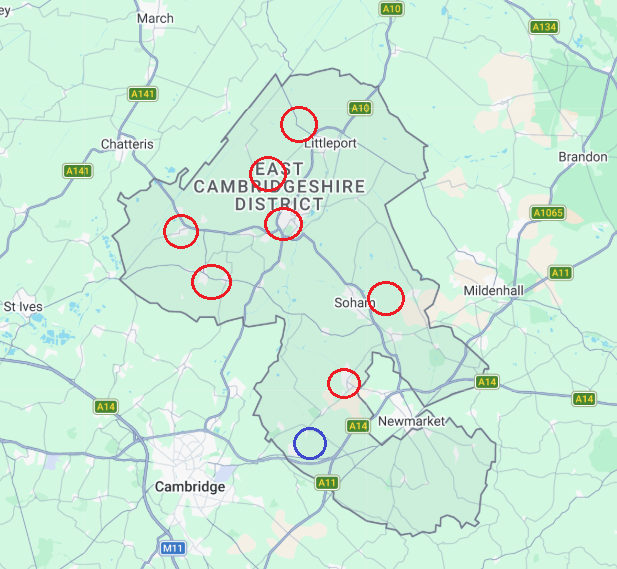 ey
March
A10
A134
A141
A10
Chatteris
Littleport
Brandon
A141
EAST
CAMBRIDGESHIRE
DISTRICT
A1065
A11
Mildenhall
St Ives
Soham
A14
A14
A14
Newmarket
A14
A11
Cambridge
M11